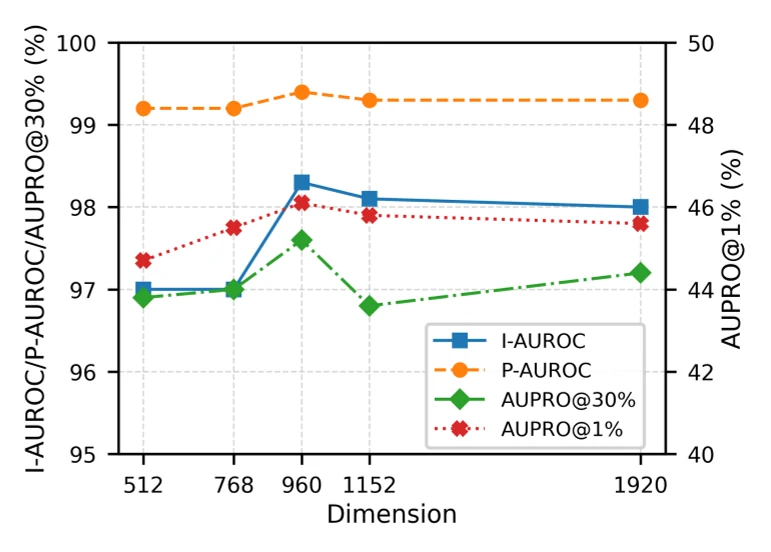 I-AUROC/P-AUROC/AUPRO@30% (%)
100
99
98
97
96
95
50
48
46
44
42
40
AUPRO@1% (%)
I-AUROC
P-AUROC
AUPRO@30%
AUPRO@1%
512 768 960 1152 1920
Dimension